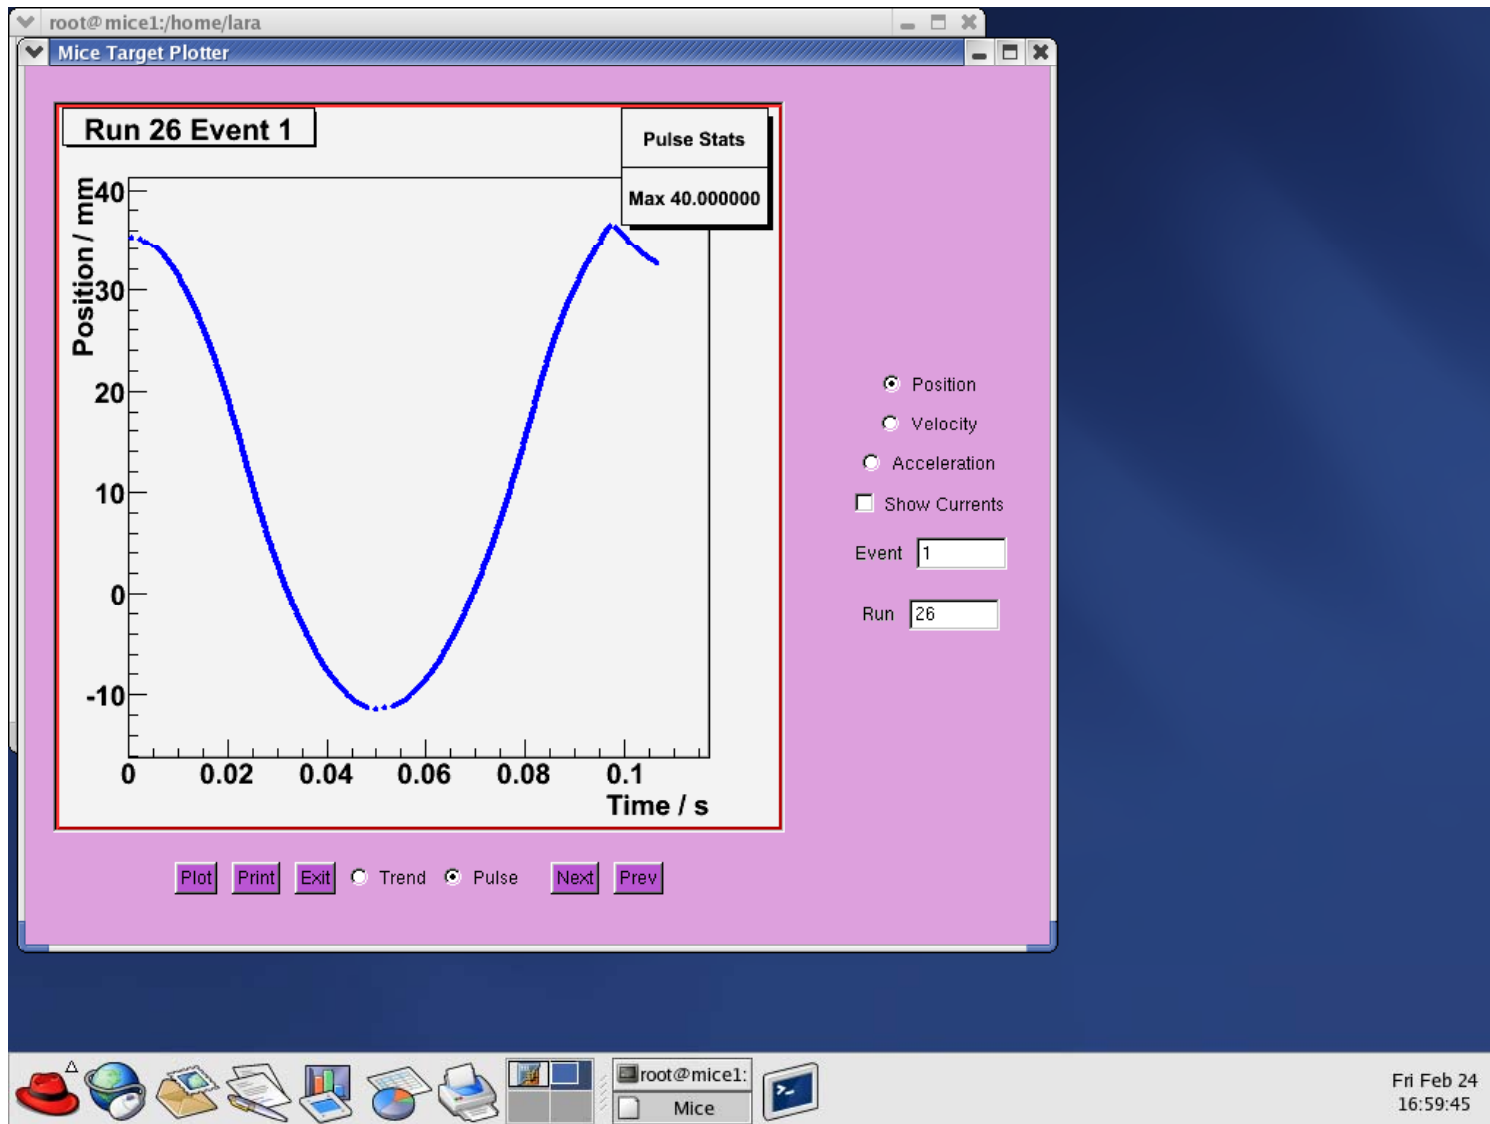 root@mice1:/home/lara
Mice Target Plotter
Run 26 Event 1
Pulse Stats
Max 40.000000
Position / mm
40
30
20
10
0
-10
0 0.02 0.04 0.06 0.08 0.1
Time / s
Position
Velocity
Acceleration
Show Currents
Event 1
Run 26
Plot Print Exit Trend Pulse Next Prev
root@mice1:
Mice
Fri Feb 24
16:59:45